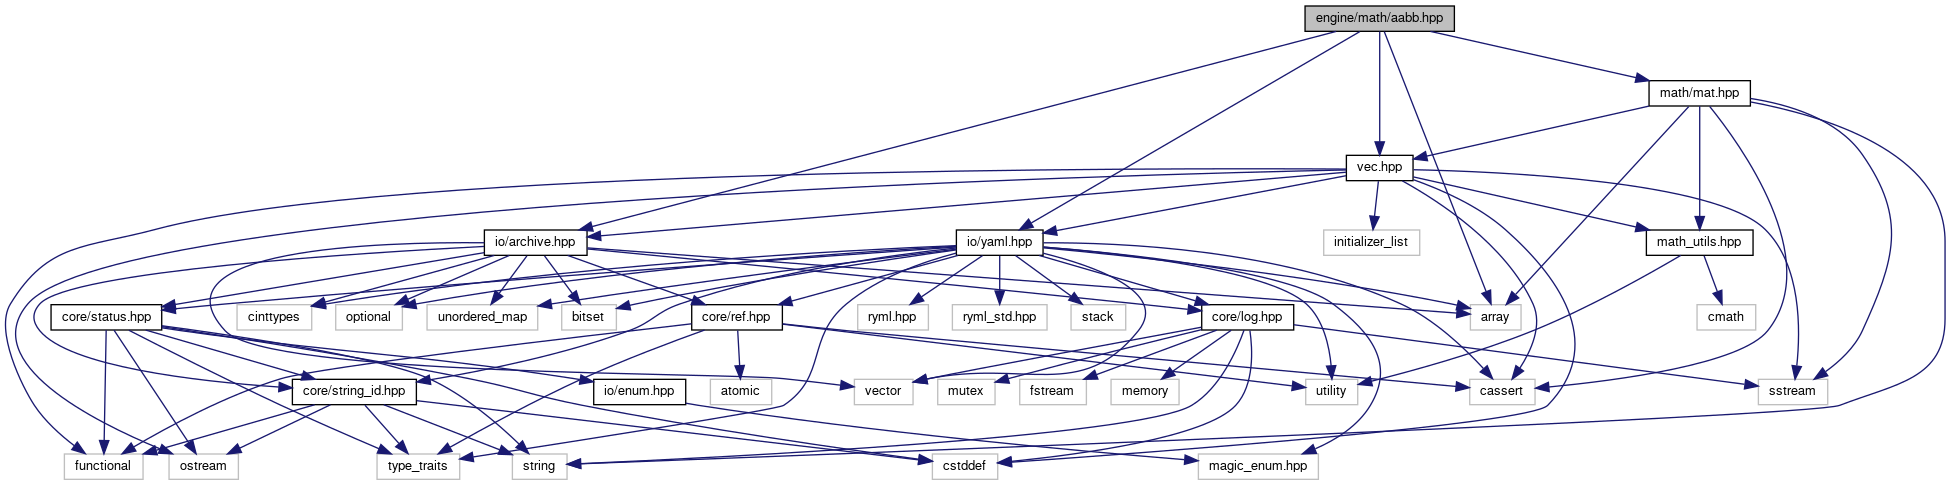 engine/math/aabb.hpp
math/mat.hpp
vec.hpp
io/archive.hpp
io/yaml.hpp
initializer_list
math_utils.hpp
core/status.hpp
cinttypes
optional
unordered_map
bitset
core/ref.hpp
ryml.hpp
ryml_std.hpp
stack
core/log.hpp
array
cmath
core/string_id.hpp
io/enum.hpp
atomic
vector
mutex
fstream
memory
utility
cassert
sstream
functional
ostream
type_traits
string
cstddef
magic_enum.hpp